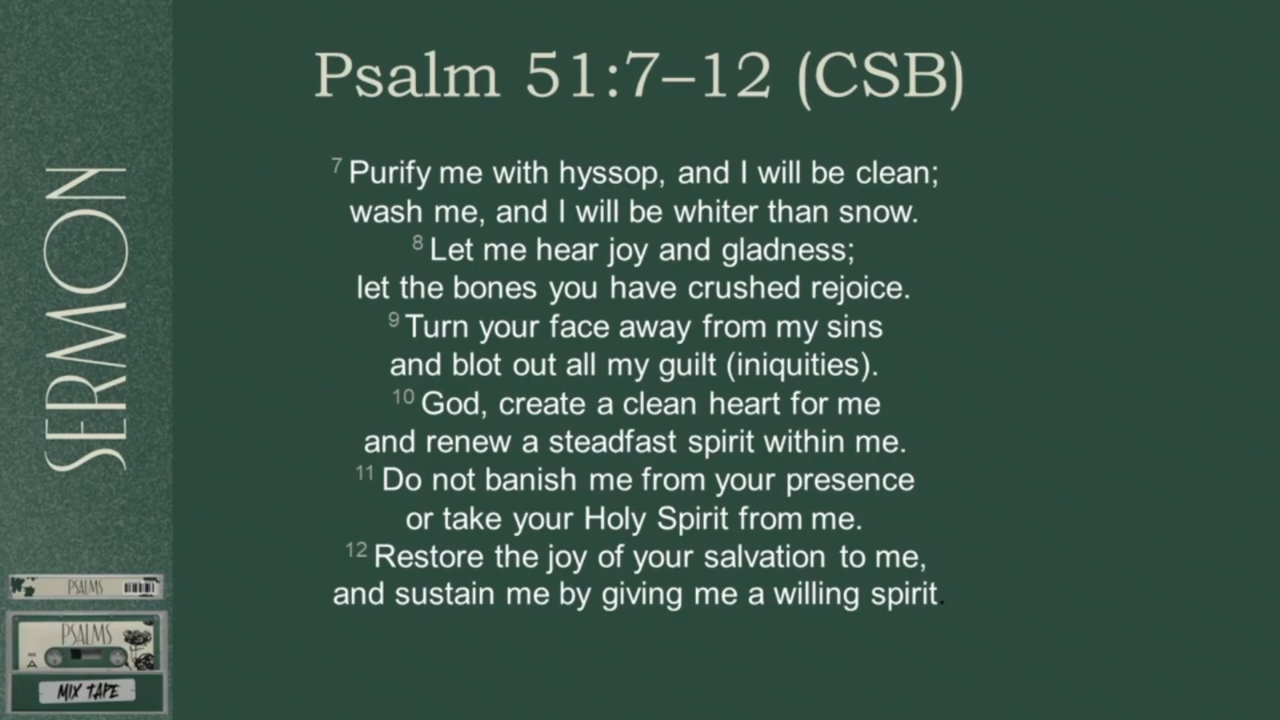 SERMON
Psalm 51:7–12 (CSB)
7 Purify me with hyssop, and I will be clean;
wash me, and I will be whiter than snow.
8 Let me hear joy and gladness;
let the bones you have crushed rejoice.
9 Turn your face away from my sins
and blot out all my guilt (iniquities).
10 God, create a clean heart for me
and renew a steadfast spirit within me.
11 Do not banish me from your presence
or take your Holy Spirit from me.
12 Restore the joy of your salvation to me,
and sustain me by giving me a willing spirit.
PSALMS
PSALMS
A
MIX TAPE